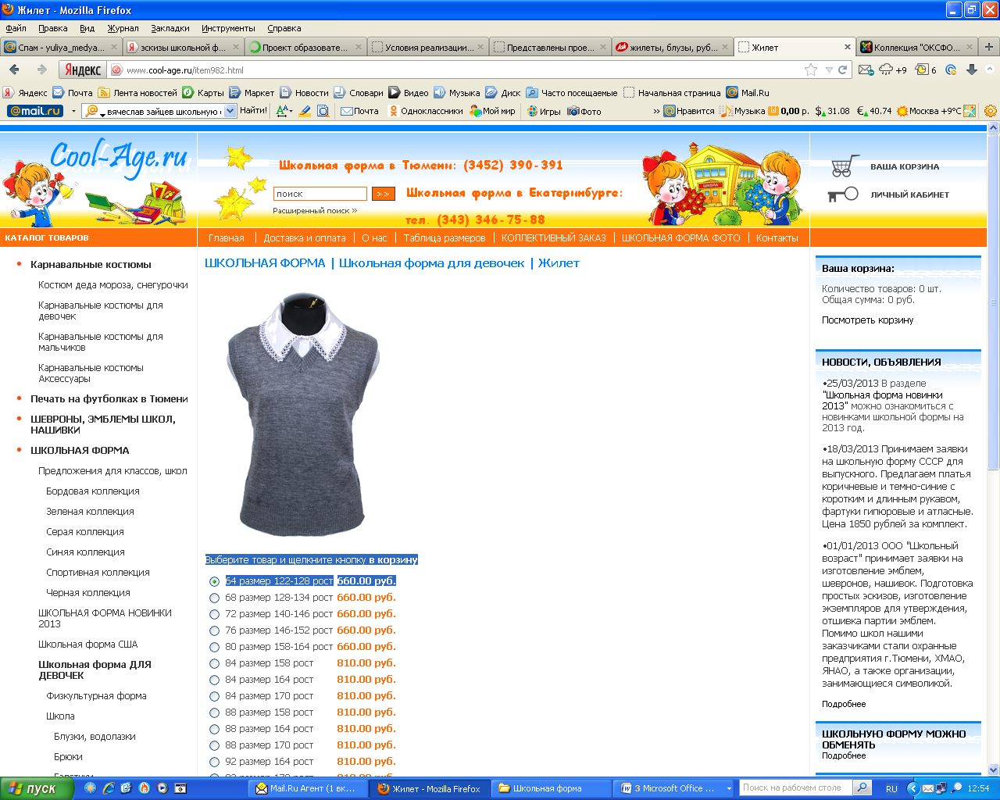 Жилет - Mozilla Firefox
Файл Правка Вид Журнал Закладки Инструменты Справка
Спам - yuliya_medya... эскизы школьной ф... Проект образовате... Условия реализации... Представлены прое... жилеты, блузы, руб... Жилет Коллекция "ОКСФО...
Яндекс www.cool-age.ru/item982.html +9 6
Яндекс Почта Лента новостей Карты Маркет Новости Словари Видео Музыка Диск Часто посещаемые Начальная страница Mail.Ru
@mail.ru вячеслав зайцев школьную Найти! Почта Одноклассники Мой мир Игры Фото » Нравится Музыка 0,00 р. $ 31.08 € 40.74 Москва +9°C
Cool-Age.ru
Школьная форма в Тюмени: (3452) 390-391
поиск >> Школьная форма в Екатеринбурге:
Расширенный поиск »
тел. (343) 346-75-88
ШКОЛА
ВАША КОРЗИНА
ЛИЧНЫЙ КАБИНЕТ
КАТАЛОГ ТОВАРОВ
Главная | Доставка и оплата | О нас | Таблица размеров | КОЛЛЕКТИВНЫЙ ЗАКАЗ | ШКОЛЬНАЯ ФОРМА ФОТО | Контакты
Карнавальные костюмы
Костюм деда мороза, снегурочки
Карнавальные костюмы для
девочек
Карнавальные костюмы для
мальчиков
Карнавальные костюмы
Аксессуары
Печать на футболках в Тюмени
ШЕВРОНЫ, ЭМБЛЕМЫ ШКОЛ,
НАШИВКИ
ШКОЛЬНАЯ ФОРМА
Предложения для классов, школ
Бордовая коллекция
Зеленая коллекция
Серая коллекция
Синяя коллекция
Спортивная коллекция
Черная коллекция
ШКОЛЬНАЯ ФОРМА НОВИНКИ
2013
Школьная форма США
Школьная форма ДЛЯ
ДЕВОЧЕК
Физкультурная форма
Школа
Блузки, водолазки
Брюки
ШКОЛЬНАЯ ФОРМА | Школьная форма для девочек | Жилет
Выберите товар и щелкните кнопку в корзину
64 размер 122-128 рост 660.00 руб.
68 размер 128-134 рост 660.00 руб.
72 размер 140-146 рост 660.00 руб.
76 размер 146-152 рост 660.00 руб.
80 размер 158-164 рост 660.00 руб.
84 размер 158 рост 810.00 руб.
84 размер 164 рост 810.00 руб.
84 размер 170 рост 810.00 руб.
88 размер 158 рост 810.00 руб.
88 размер 164 рост 810.00 руб.
88 размер 170 рост 810.00 руб.
92 размер 164 рост 810.00 руб.
Ваша корзина:
Количество товаров: 0 шт.
Общая сумма: 0 руб.
Посмотреть корзину
НОВОСТИ, ОБЪЯВЛЕНИЯ
•25/03/2013 В разделе
"Школьная форма новинки
2013" можно ознакомиться с
новинками школьной формы на
2013 год.
•18/03/2013 Принимаем заявки
на школьную форму СССР для
выпускного. Предлагаем платья
коричневые и темно-синие с
коротким и длинным рукавом,
фартуки гипюровые и атласные.
Цена 1850 рублей за комплект.
•01/01/2013 ООО "Школьный
возраст" принимает заявки на
изготовление эмблем,
шевронов, нашивок. Подготовка
простых эскизов, изготовление
экземпляров для утверждения,
отшивка партии эмблем.
Помимо школ нашими
заказчиками стали охранные
предприятия г.Тюмени, ХМАО,
ЯНАО, а также организации,
занимающиеся символикой.
Подробнее
ШКОЛЬНУЮ ФОРМУ МОЖНО
ОБМЕНЯТЬ
Подробнее
пуск Mail.Ru Агент (1 вк... Жилет - Mozilla Firefox Школьная форма 3 Microsoft Office ... Поиск на рабочем столе RU 12:54